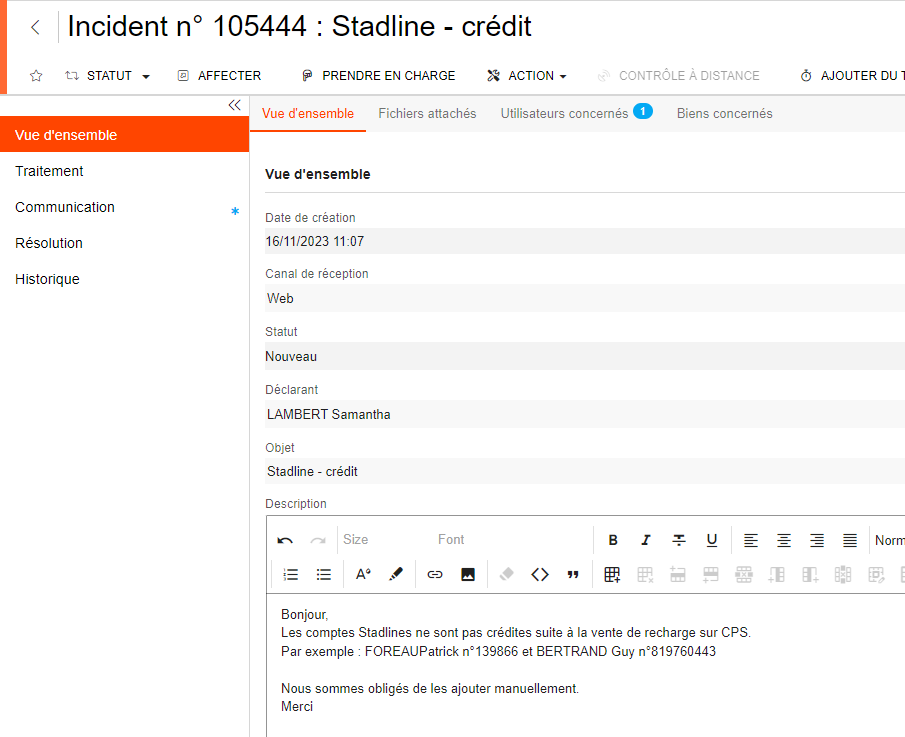 Incident n° 105444 : Stadline - crédit
STATUT
AFFECTER
PRENDRE EN CHARGE
ACTION
CONTRÔLE À DISTANCE
AJOUTER DU T
Vue d'ensemble
Traitement
Communication
*
Résolution
Historique
Vue d'ensemble
Fichiers attachés
Utilisateurs concernés 1
Biens concernés
Vue d'ensemble
Date de création
16/11/2023 11:07
Canal de réception
Web
Statut
Nouveau
Déclarant
LAMBERT Samantha
Objet
Stadline - crédit
Description
Size Font B I T U Norm
Bonjour,
Les comptes Stadlines ne sont pas crédites suite à la vente de recharge sur CPS.
Par exemple : FOREAUPatrick n°139866 et BERTRAND Guy n°819760443
Nous sommes obligés de les ajouter manuellement.
Merci